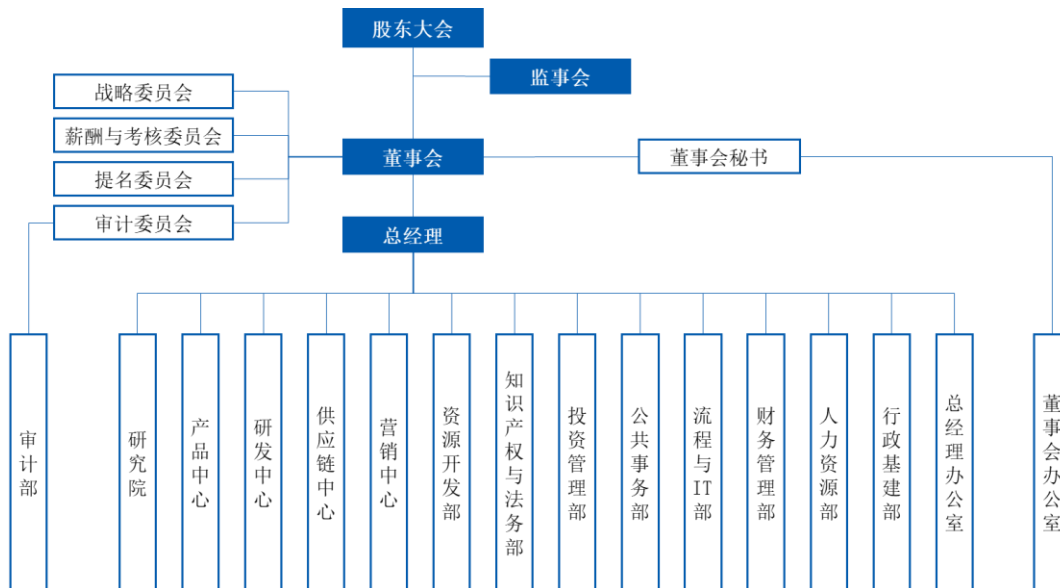 股东大会
监事会
战略委员会
薪酬与考核委员会
提名委员会
审计委员会
董事会
董事会秘书
总经理
审计部
研究院
产品中心
研发中心
供应链中心
营销中心
资源开发部
知识产权与法务部
投资管理部
公共事务部
流程与IT部
财务管理部
人力资源部
行政基建部
总经理办公室
董事会办公室